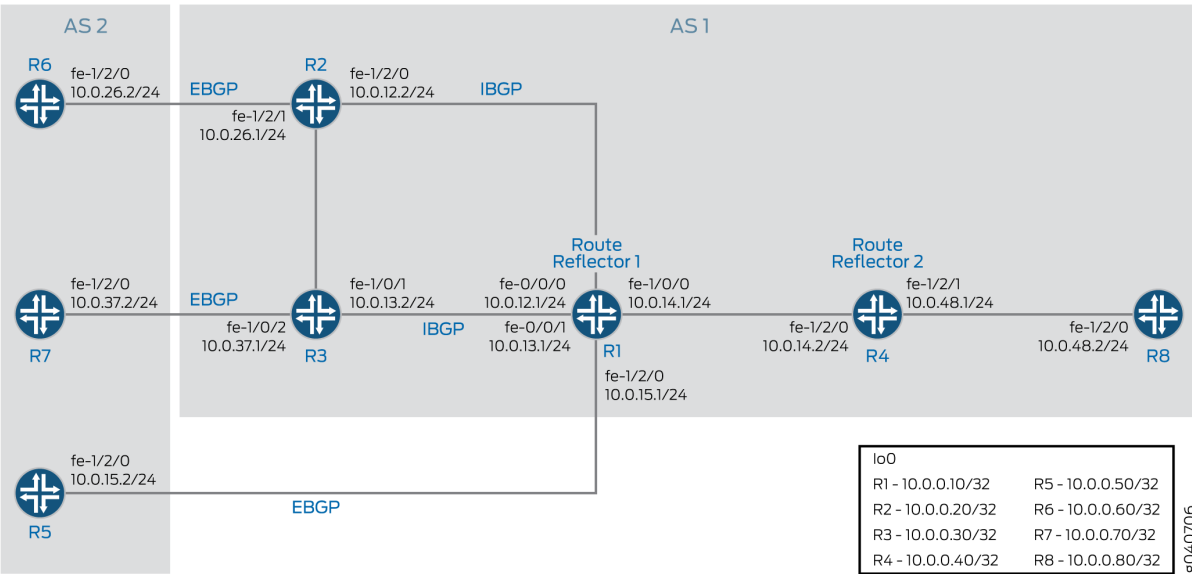 AS 2
AS 1
R6
fe-1/2/0
10.0.26.2/24
EBGP
R2
fe-1/2/0
10.0.12.2/24
IBGP
fe-1/2/1
10.0.26.1/24
Route
Reflector 1
Route
Reflector 2
fe-1/2/0
10.0.37.2/24
EBGP
fe-1/0/1
10.0.13.2/24
fe-0/0/0
10.0.12.1/24
fe-1/0/0
10.0.14.1/24
fe-1/2/1
10.0.48.1/24
R7
fe-1/0/2
10.0.37.1/24
R3
IBGP
fe-0/0/1
10.0.13.1/24
R1
fe-1/2/0
10.0.14.2/24
R4
fe-1/2/0
10.0.48.2/24
R8
fe-1/2/0
10.0.15.1/24
fe-1/2/0
10.0.15.2/24
R5
EBGP
lo0
R1 - 10.0.0.10/32 R5 - 10.0.0.50/32
R2 - 10.0.0.20/32 R6 - 10.0.0.60/32
R3 - 10.0.0.30/32 R7 - 10.0.0.70/32
R4 - 10.0.0.40/32 R8 - 10.0.0.80/32
g040706